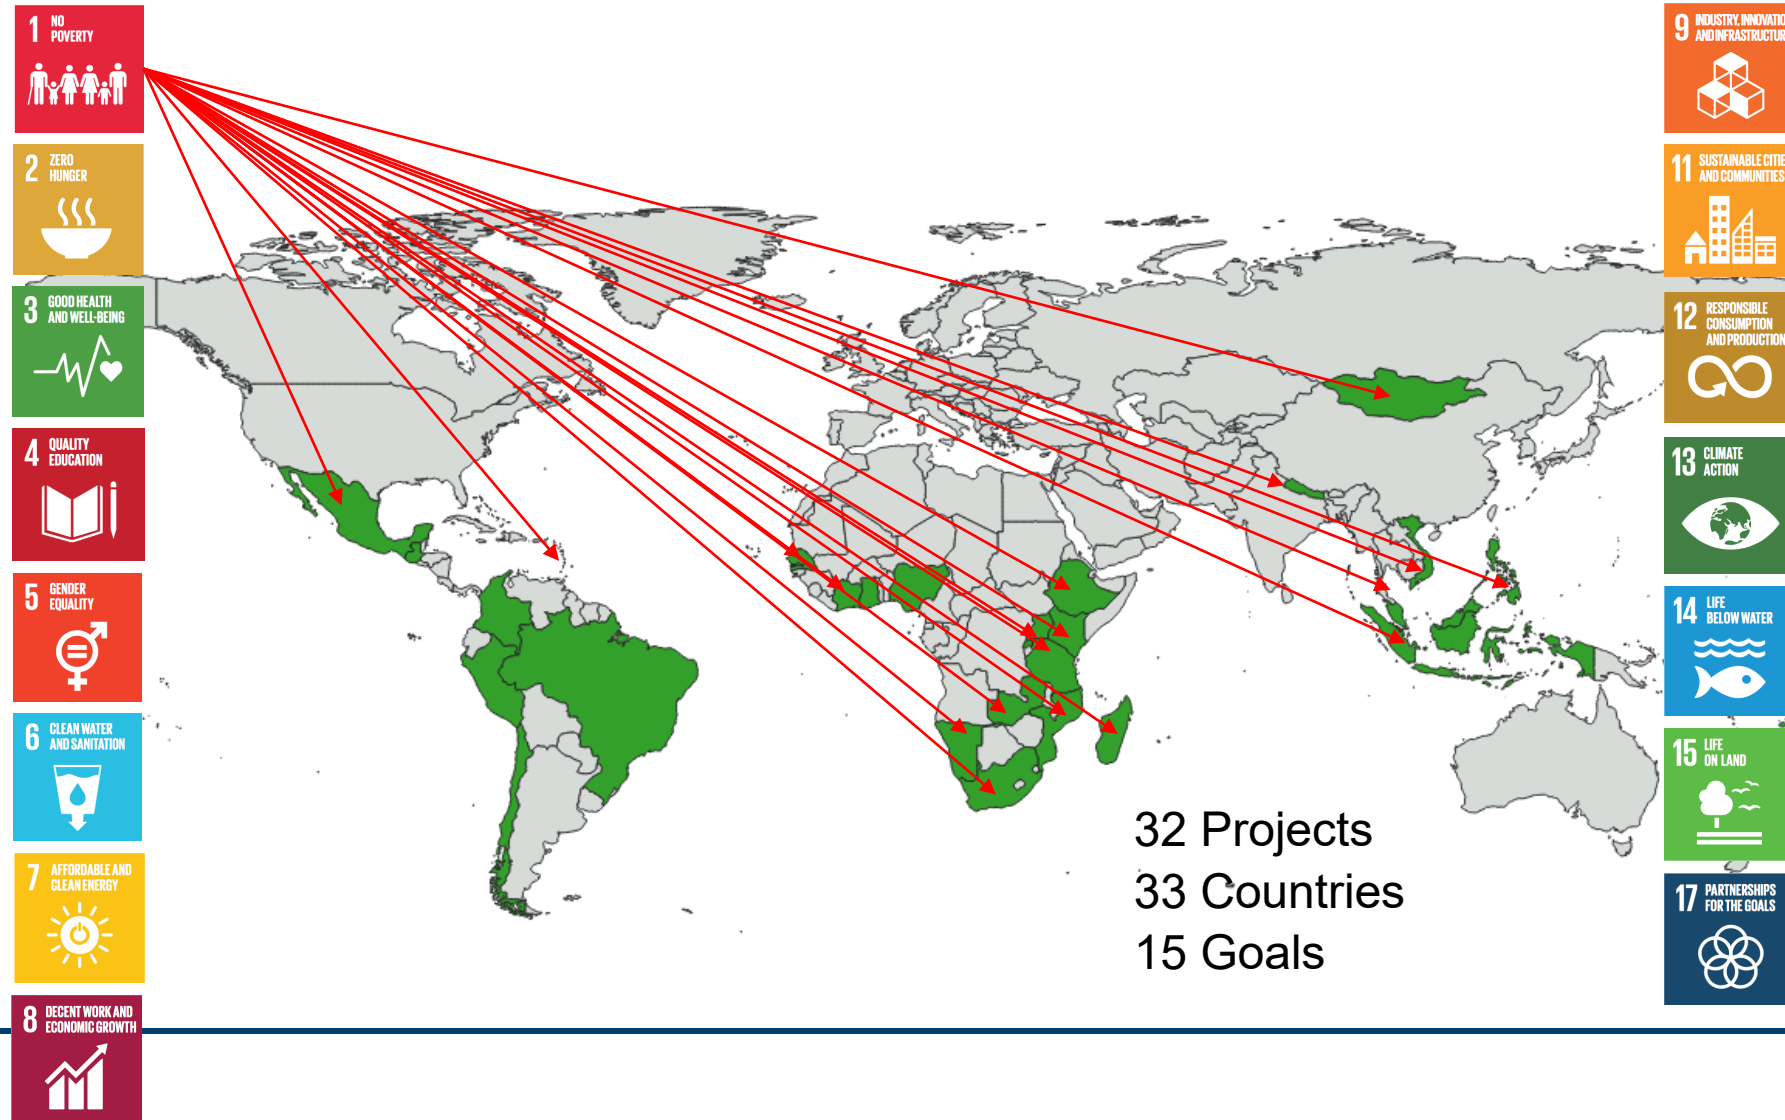 1 NO
POVERTY
2 ZERO
HUNGER
3 GOOD HEALTH
AND WELL-BEING
4 QUALITY
EDUCATION
5 GENDER
EQUALITY
6 CLEAN WATER
AND SANITATION
7 AFFORDABLE AND
CLEAN ENERGY
8 DECENT WORK AND
ECONOMIC GROWTH
9 INDUSTRY, INNOVATIO
AND INFRASTRUCTUR
11 SUSTAINABLE CITIE
AND COMMUNITIES
12 RESPONSIBLE
CONSUMPTION
AND PRODUCTION
13 CLIMATE
ACTION
14 LIFE
BELOW WATER
15 LIFE
ON LAND
17 PARTNERSHIPS
FOR THE GOALS
32 Projects
33 Countries
15 Goals